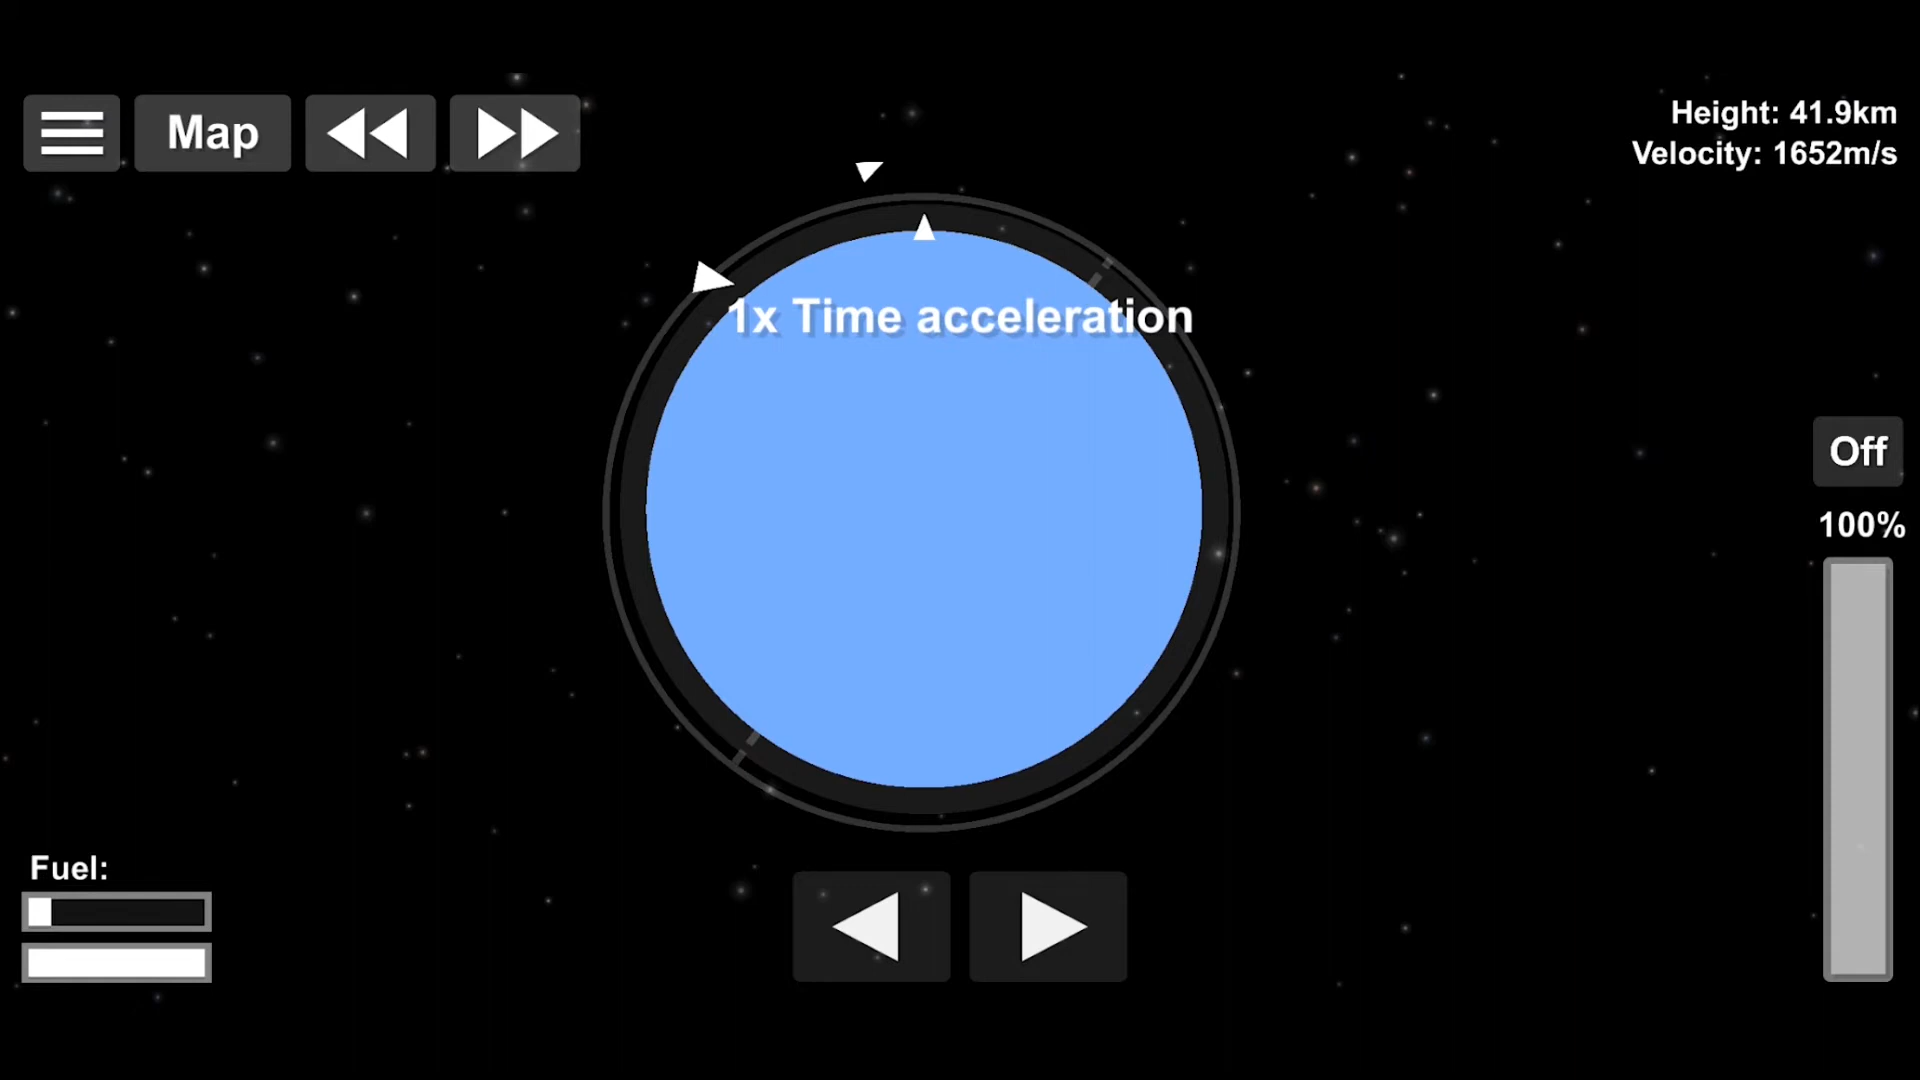 Map
Height: 41.9km
Velocity: 1652m/s
1x Time acceleration
Off
100%
Fuel: